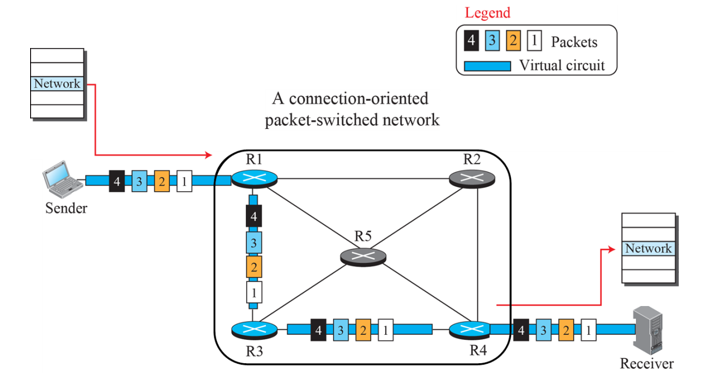 Legend
4 3 2 1 Packets
Virtual circuit
Network
A connection-oriented
packet-switched network
R1
R2
4 3 2 1
Sender
4
3
2
1
R5
Network
R3
4 3 2 1
R4
4 3 2 1
Receiver